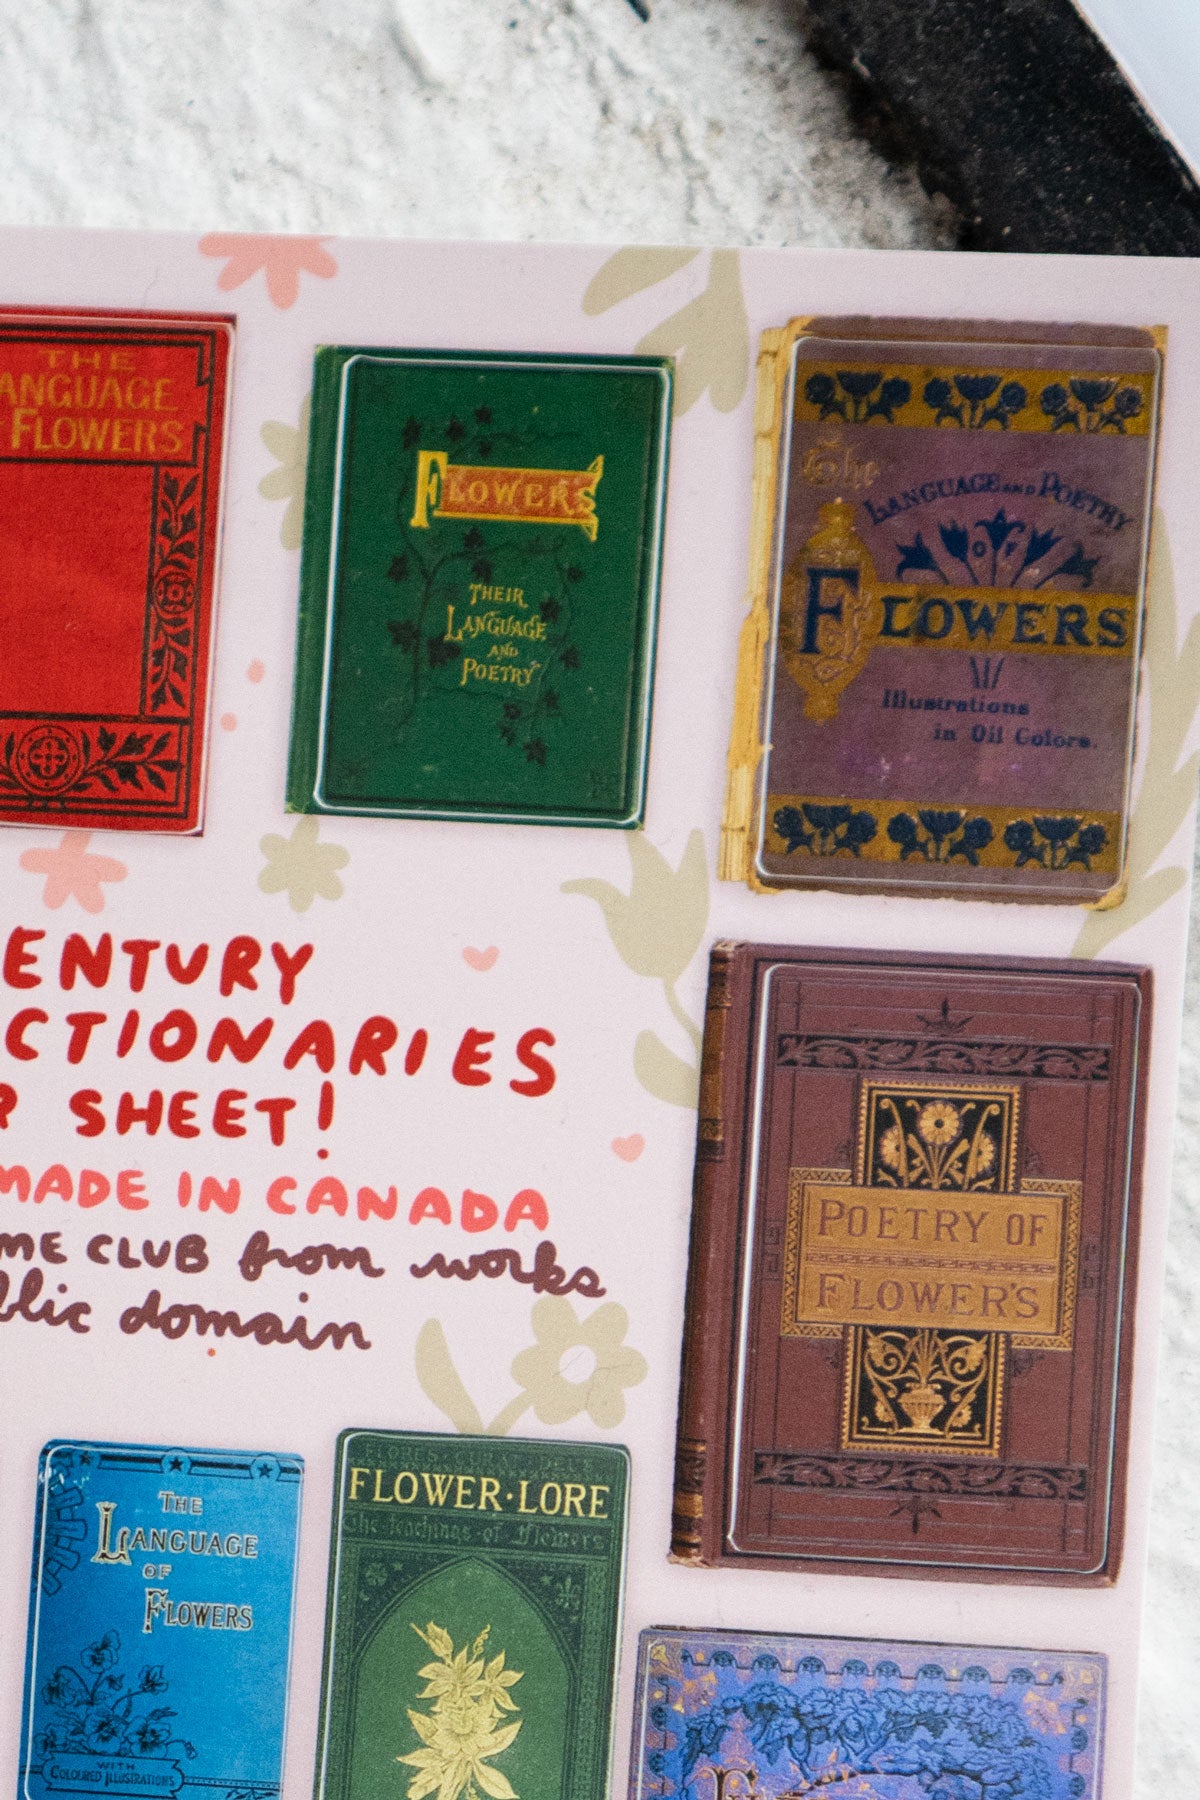 THE
LANGUAGE
OF FLOWERS
FLOWERS
THEIR
LANGUAGE
AND
POETRY
The
LANGUAGE AND POETRY
OF
FLOWERS
Illustrations
in Oil Colors.
ENTURY
CTIONARIES
R SHEET!
MADE IN CANADA
ME CLUB from works
blic domain
POETRY OF
FLOWER'S
THE
LANGUAGE
OF
FLOWERS
WITH
COLOURED ILLUSTRATIONS
FLOWER·LORE
The teachings of flowers